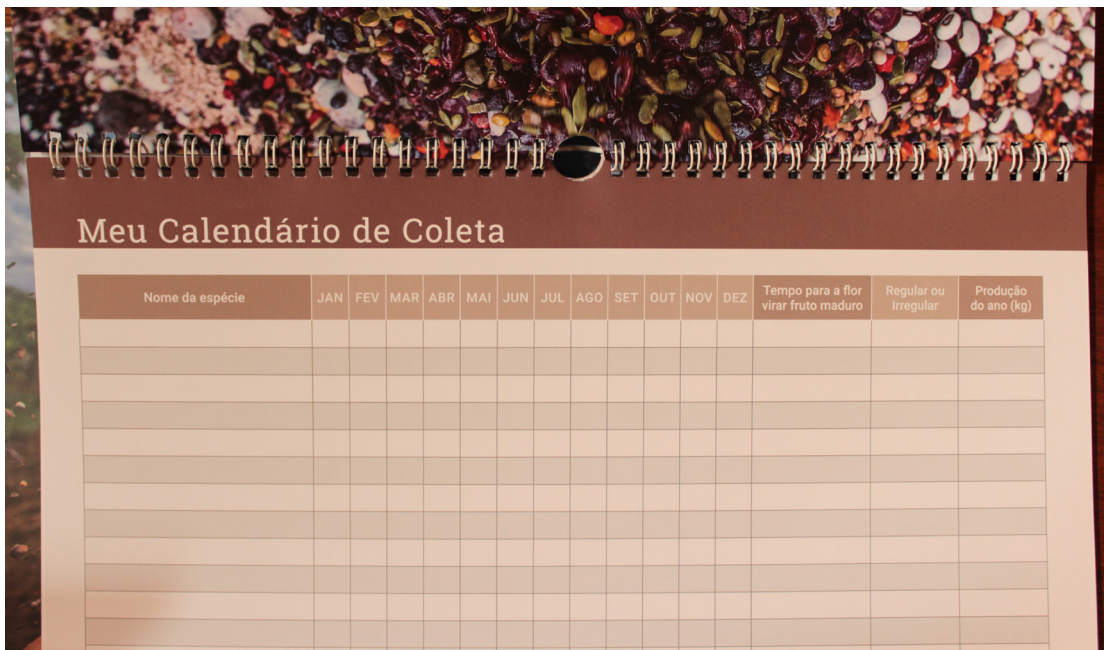 Meu Calendário de Coleta
Nome da espécie JAN FEV MAR ABR MAI JUN JUL AGO SET OUT NOV DEZ Tempo para a flor virar fruto maduro Regular ou Irregular Produção do ano (kg)